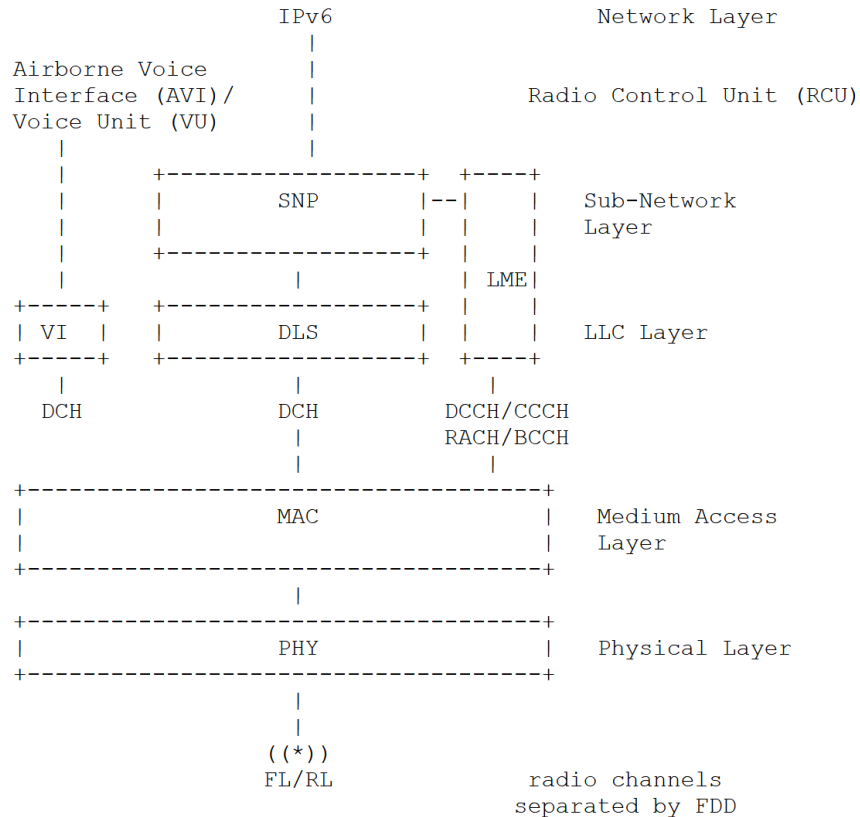 IPv6 Network Layer
Airborne Voice
Interface (AVI)/ Radio Control Unit (RCU)
Voice Unit (VU)
SNP Sub-Network
Layer
LME
VI DLS LLC Layer
DCH DCH DCCH/CCCH
RACH/BCCH
MAC Medium Access
Layer
PHY Physical Layer
((*))
FL/RL radio channels
separated by FDD